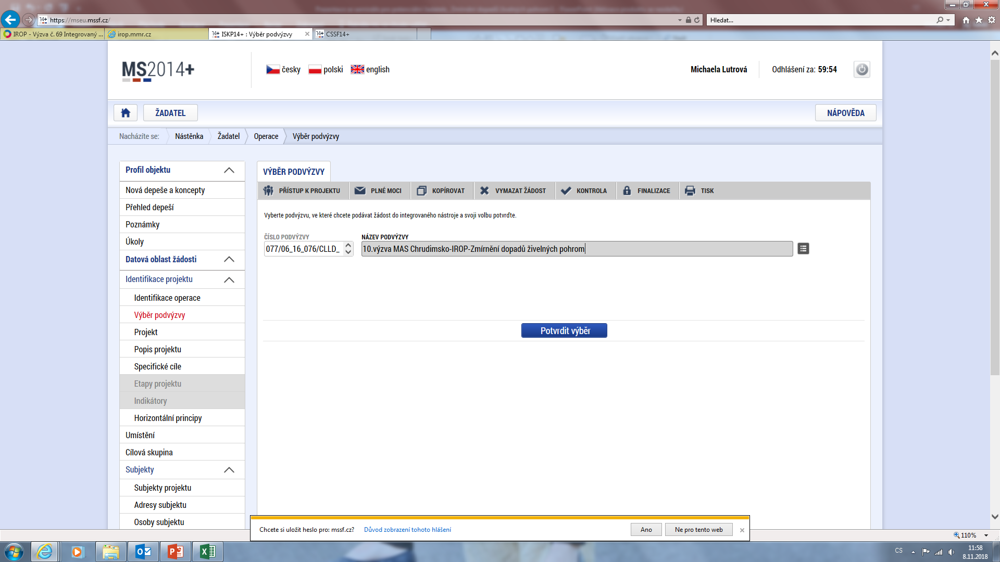 https://mseu.mssf.cz/
Hledat...
IROP - Výzva č. 69 Integrovaný ...
irop.mmr.cz
14+ ISKP14+ : Výběr podvýzvy
14+ CSSF14+
MS2014+
česky polski english
Michaela Lutrová
Odhlášení za: 59:54
ŽADATEL
NÁPOVĚDA
Nacházíte se: Nástěnka Žadatel Operace Výběr podvýzvy
Profil objektu
Nová depeše a koncepty
Přehled depeší
Poznámky
Úkoly
Datová oblast žádosti
Identifikace projektu
Identifikace operace
Výběr podvýzvy
Projekt
Popis projektu
Specifické cíle
Etapy projektu
Indikátory
Horizontální principy
Umístění
Cílová skupina
Subjekty
Subjekty projektu
Adresy subjektu
Osoby subjektu
VÝBĚR PODVÝZVY
PŘÍSTUP K PROJEKTU PLNÉ MOCI KOPÍROVAT VYMAZAT ŽÁDOST KONTROLA FINALIZACE TISK
Vyberte podvýzvu, ve které chcete podávat žádost do integrovaného nástroje a svoji volbu potvrďte.
ČÍSLO PODVÝZVY NÁZEV PODVÝZVY
077/06_16_076/CLLD_ 10.výzva MAS Chrudimsko-IROP-Zmírnění dopadů živelných pohrom
Potvrdit výběr
Chcete si uložit heslo pro: mssf.cz? Důvod zobrazení tohoto hlášení Ano Ne pro tento web
110%
CS
11:58
8.11.2018